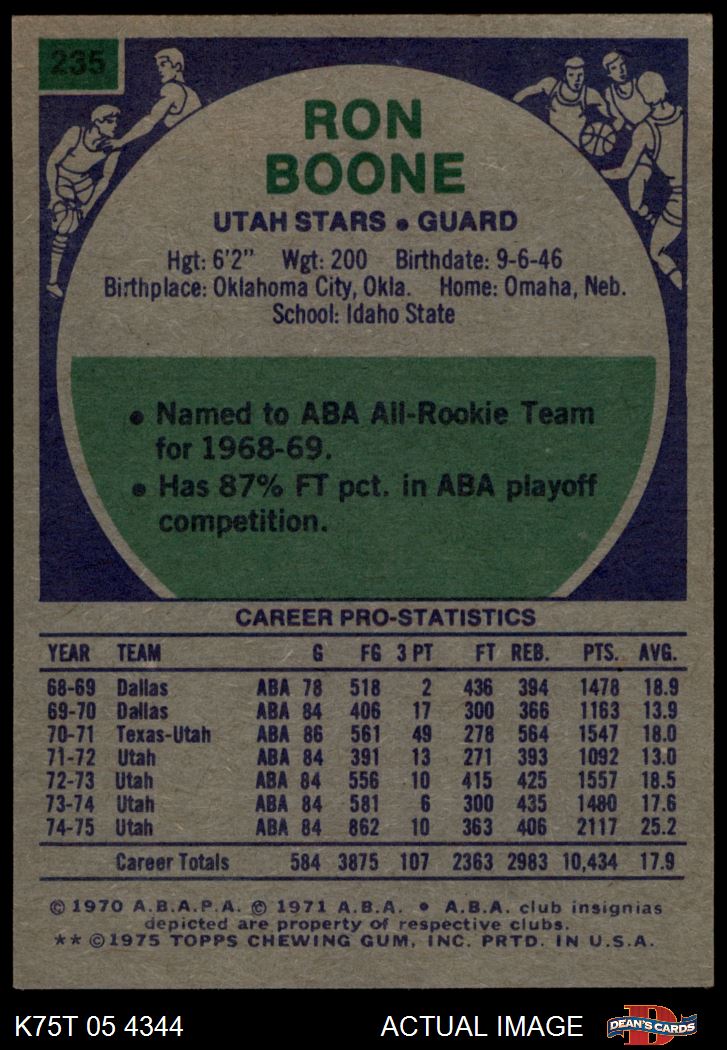 235
RON
BOONE
UTAH STARS • GUARD
Hgt: 6'2" Wgt: 200 Birthdate: 9-6-46
Birthplace: Oklahoma City, Okla. Home: Omaha, Neb.
School: Idaho State
• Named to ABA All-Rookie Team
for 1968-69.
• Has 87% FT pct. in ABA playoff
competition.
CAREER PRO-STATISTICS
YEAR TEAM G FG 3 PT FT REB. PTS. AVG.
68-69 Dallas ABA 78 518 2 436 394 1478 18.9
69-70 Dallas ABA 84 406 17 300 366 1163 13.9
70-71 Texas-Utah ABA 86 561 49 278 564 1547 18.0
71-72 Utah ABA 84 391 13 271 393 1092 13.0
72-73 Utah ABA 84 556 10 415 425 1557 18.5
73-74 Utah ABA 84 581 6 300 435 1480 17.6
74-75 Utah ABA 84 862 10 363 406 2117 25.2
Career Totals 584 3875 107 2363 2983 10,434 17.9
© 1970 A.B.A.P.A. © 1971 A.B.A. • A.B.A. club insignias
depicted are property of respective clubs.
** ©1975 TOPPS CHEWING GUM, INC. PRTD. IN U.S.A.
K75T 05 4344 ACTUAL IMAGE D DEAN'S CARDS